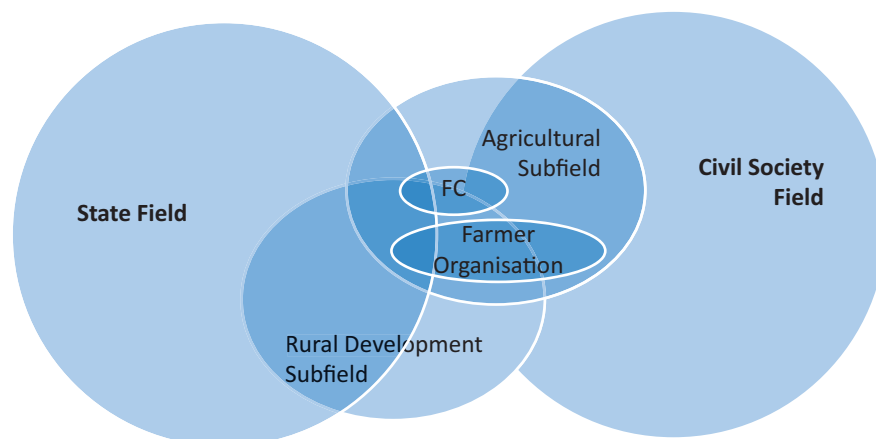 Agricultural
Subfield
Civil Society
Field
FC
State Field
Farmer
Organisation
Rural Development
Subfield